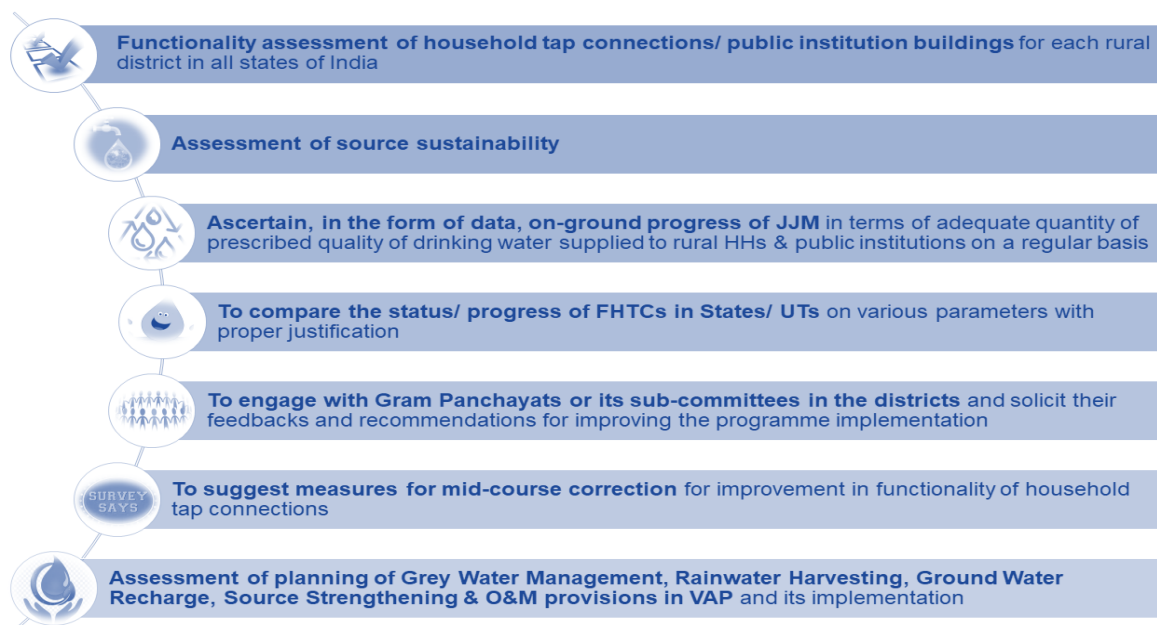 Functionality assessment of household tap connections/ public institution buildings for each rural
district in all states of India
Assessment of source sustainability
Ascertain, in the form of data, on-ground progress of JJM in terms of adequate quantity of
prescribed quality of drinking water supplied to rural HHs & public institutions on a regular basis
To compare the status/ progress of FHTCs in States/ UTs on various parameters with
proper justification
To engage with Gram Panchayats or its sub-committees in the districts and solicit their
feedbacks and recommendations for improving the programme implementation
SURVEY
SAYS
To suggest measures for mid-course correction for improvement in functionality of household
tap connections
Assessment of planning of Grey Water Management, Rainwater Harvesting, Ground Water
Recharge, Source Strengthening & O&M provisions in VAP and its implementation